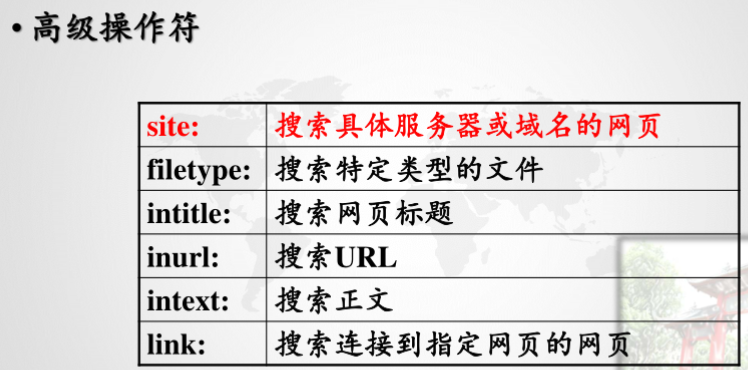 •高级操作符
site: 搜索具体服务器或域名的网页
filetype: 搜索特定类型的文件
intitle: 搜索网页标题
inurl: 搜索URL
intext: 搜索正文
link: 搜索连接到指定网页的网页